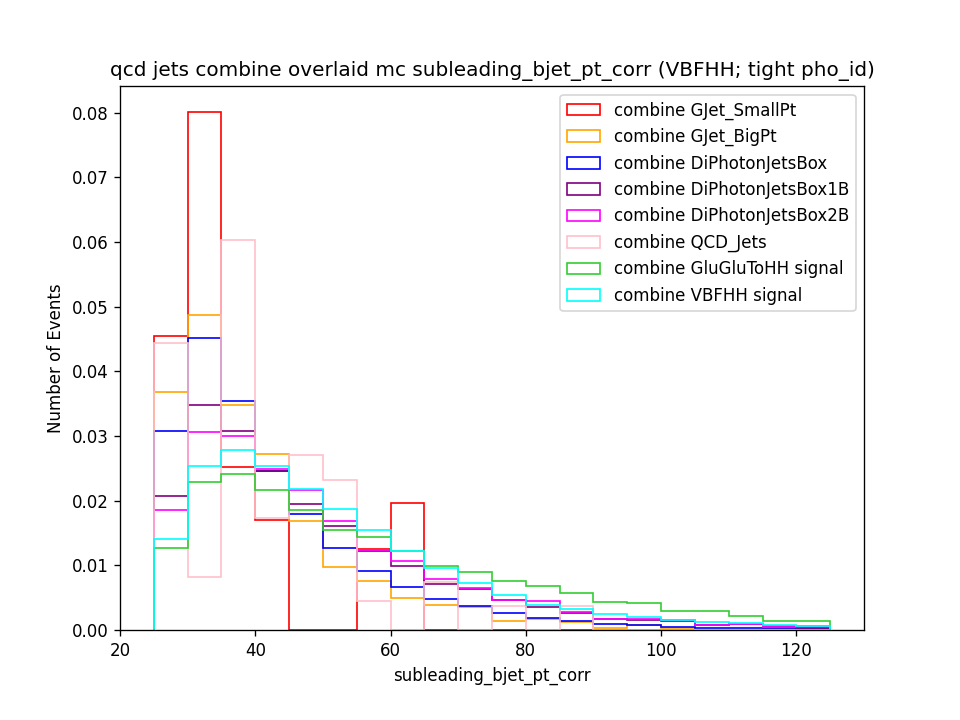 qcd jets combine overlaid mc subleading_bjet_pt_corr (VBFHH; tight pho_id)
0.08
0.07
0.06
0.05
0.04
0.03
0.02
0.01
0.00
Number of Events
combine GJet_SmallPt
combine GJet_BigPt
combine DiPhotonJetsBox
combine DiPhotonJetsBox1B
combine DiPhotonJetsBox2B
combine QCD_Jets
combine GluGluToHH signal
combine VBFHH signal
20 40 60 80 100 120
subleading_bjet_pt_corr